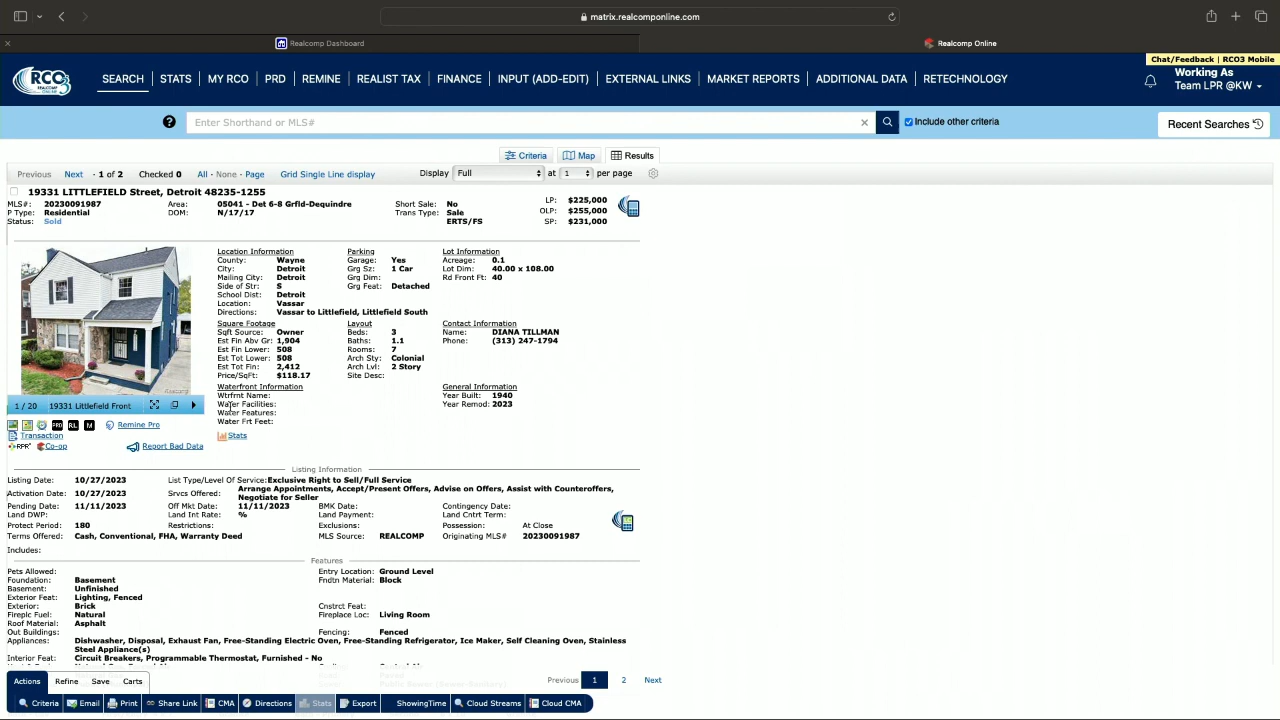 matrix.realcomponline.com
Realcomp Dashboard
Realcomp Online
Chat/Feedback | RCO3 Mobile
RCO3
REALCOMP
ONLINE
SEARCH STATS MY RCO PRD REMINE REALIST TAX FINANCE INPUT (ADD-EDIT) EXTERNAL LINKS MARKET REPORTS ADDITIONAL DATA RETECHNOLOGY
Working As
Team LPR @KW
? Enter Shorthand or MLS# Include other criteria Recent Searches
Criteria Map Results
Previous Next · 1 of 2 Checked 0 All · None · Page Grid Single Line display Display Full at 1 per page
19331 LITTLEFIELD Street, Detroit 48235-1255
MLS#: 20230091987 Area: 05041 - Det 6-8 Grfld-Dequindre Short Sale: No LP: $225,000
P Type: Residential DOM: N/17/17 Trans Type: Sale OLP: $255,000
Status: Sold ERTS/FS SP: $231,000
Location Information Parking Lot Information
County: Wayne Garage: Yes Acreage: 0.1
City: Detroit Grg Sz: 1 Car Lot Dim: 40.00 x 108.00
Mailing City: Detroit Grg Dim: Rd Front Ft: 40
Side of Str: S Grg Feat: Detached
School Dist: Detroit
Location: Vassar
Directions: Vassar to Littlefield, Littlefield South
Square Footage Layout Contact Information
Sqft Source: Owner Beds: 3 Name: DIANA TILLMAN
Est Fin Abv Gr: 1,904 Baths: 1.1 Phone: (313) 247-1794
Est Fin Lower: 508 Rooms: 7
Est Tot Lower: 508 Arch Sty: Colonial
Est Tot Fin: 2,412 Arch Lvl: 2 Story
Price/SqFt: $118.17 Site Desc:
Waterfront Information General Information
Wtrfrnt Name: Year Built: 1940
Water Facilities: Year Remod: 2023
Water Features:
Water Frt Feet:
1 / 20 19331 Littlefield Front
Remine Pro
Stats
Transaction
RPR Co-op Report Bad Data
Listing Information
Listing Date: 10/27/2023 List Type/Level Of Service: Exclusive Right to Sell/Full Service
Activation Date: 10/27/2023 Srvcs Offered: Arrange Appointments, Accept/Present Offers, Advise on Offers, Assist with Counteroffers,
Negotiate for Seller
Pending Date: 11/11/2023 Off Mkt Date: 11/11/2023 BMK Date: Contingency Date:
Land DWP: Land Int Rate: % Land Payment: Land Cntrt Term:
Protect Period: 180 Restrictions: Exclusions: Possession: At Close
Terms Offered: Cash, Conventional, FHA, Warranty Deed MLS Source: REALCOMP Originating MLS# 20230091987
Includes:
Features
Pets Allowed: Entry Location: Ground Level
Foundation: Basement Fndtn Material: Block
Basement: Unfinished
Exterior Feat: Lighting, Fenced
Exterior: Brick Cnstrct Feat:
Fireplc Fuel: Natural Fireplace Loc: Living Room
Roof Material: Asphalt
Out Buildings: Fencing: Fenced
Appliances: Dishwasher, Disposal, Exhaust Fan, Free-Standing Electric Oven, Free-Standing Refrigerator, Ice Maker, Self Cleaning Oven, Stainless
Steel Appliance(s)
Interior Feat: Circuit Breakers, Programmable Thermostat, Furnished - No
Actions Refine Save Carts Previous 1 2 Next
Criteria Email Print Share Link CMA Directions Stats Export ShowingTime Cloud Streams Cloud CMA